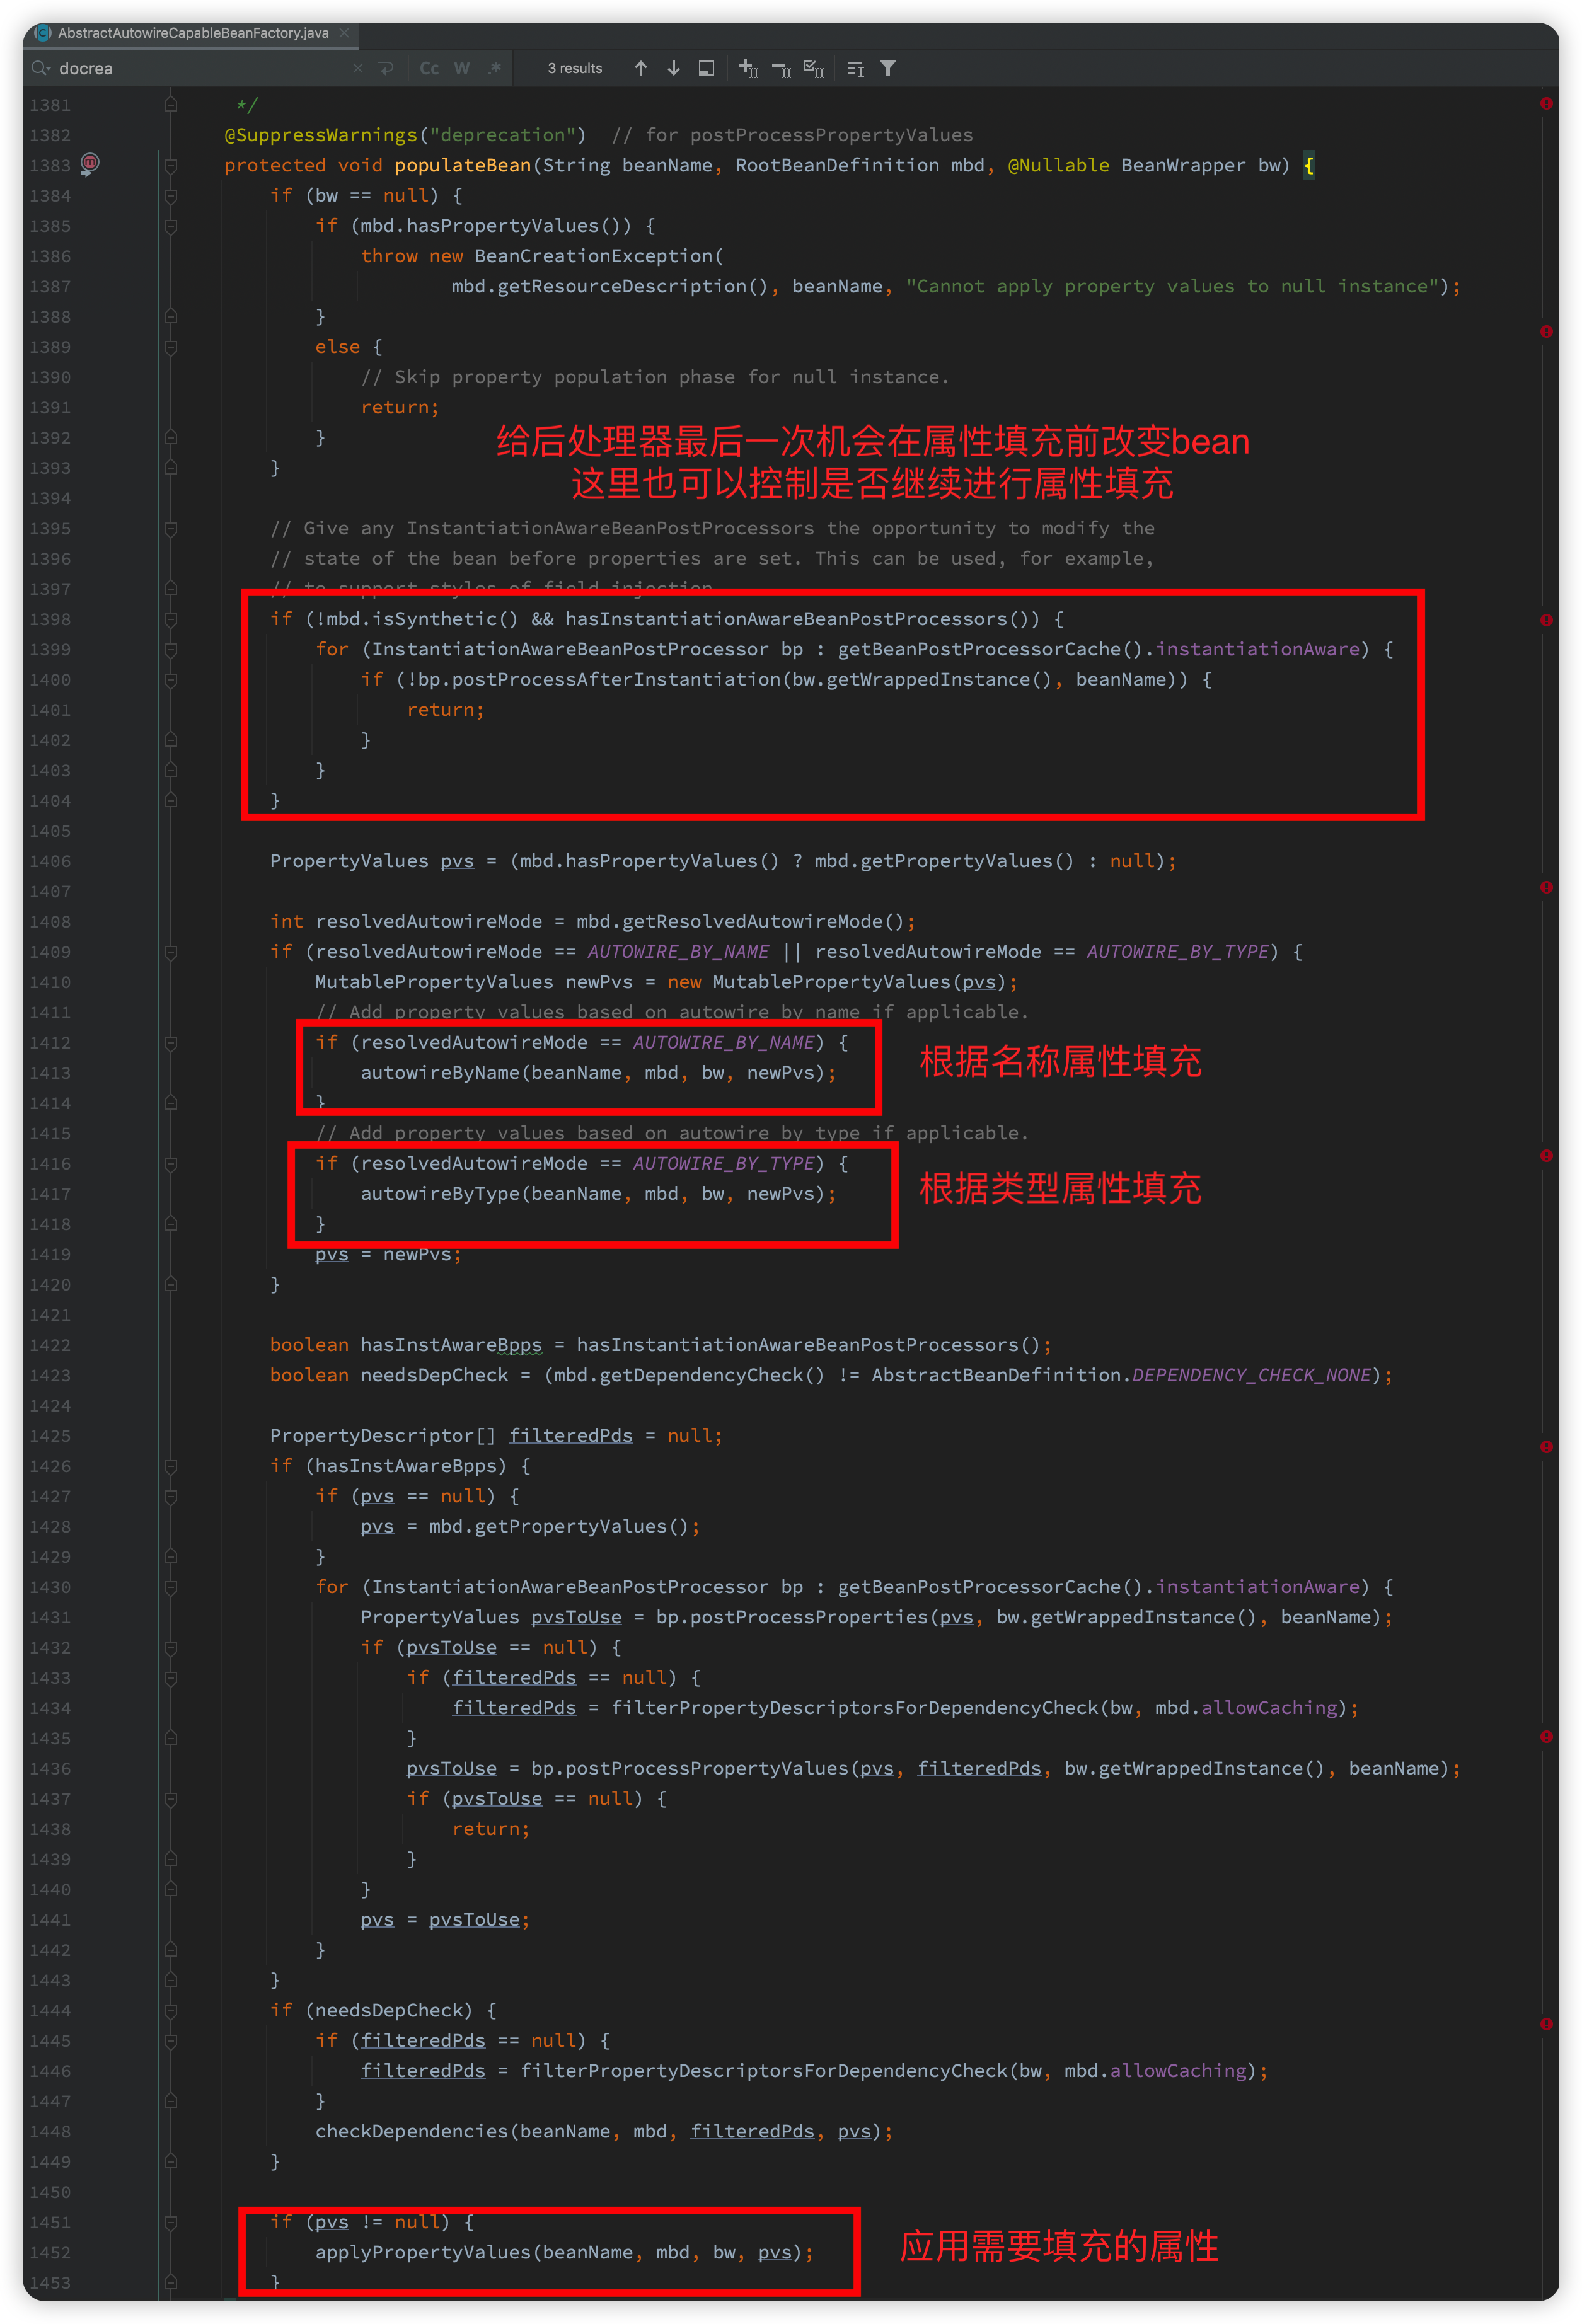 AbstractAutowireCapableBeanFactory.java
docrea
Cc W .* 3 results
1381 */
1382 @SuppressWarnings("deprecation")  // for postProcessPropertyValues
1383 protected void populateBean(String beanName, RootBeanDefinition mbd, @Nullable BeanWrapper bw) {
1384 if (bw == null) {
1385 if (mbd.hasPropertyValues()) {
1386 throw new BeanCreationException(
1387 mbd.getResourceDescription(), beanName, "Cannot apply property values to null instance");
1388 }
1389 else {
1390 // Skip property population phase for null instance.
1391 return;
1392 }
给后处理器最后一次机会在属性填充前改变bean
1393 }
这里也可以控制是否继续进行属性填充
1394
1395 // Give any InstantiationAwareBeanPostProcessors the opportunity to modify the
1396 // state of the bean before properties are set. This can be used, for example,
1397 // to support styles of field injection
1398 if (!mbd.isSynthetic() && hasInstantiationAwareBeanPostProcessors()) {
1399 for (InstantiationAwareBeanPostProcessor bp : getBeanPostProcessorCache().instantiationAware) {
1400 if (!bp.postProcessAfterInstantiation(bw.getWrappedInstance(), beanName)) {
1401 return;
1402 }
1403 }
1404 }
1405
1406 PropertyValues pvs = (mbd.hasPropertyValues() ? mbd.getPropertyValues() : null);
1407
1408 int resolvedAutowireMode = mbd.getResolvedAutowireMode();
1409 if (resolvedAutowireMode == AUTOWIRE_BY_NAME || resolvedAutowireMode == AUTOWIRE_BY_TYPE) {
1410 MutablePropertyValues newPvs = new MutablePropertyValues(pvs);
1411 // Add property values based on autowire by name if applicable.
1412 if (resolvedAutowireMode == AUTOWIRE_BY_NAME) {
根据名称属性填充
1413 autowireByName(beanName, mbd, bw, newPvs);
1414 }
1415 // Add property values based on autowire by type if applicable.
1416 if (resolvedAutowireMode == AUTOWIRE_BY_TYPE) {
根据类型属性填充
1417 autowireByType(beanName, mbd, bw, newPvs);
1418 }
1419 pvs = newPvs;
1420 }
1421
1422 boolean hasInstAwareBpps = hasInstantiationAwareBeanPostProcessors();
1423 boolean needsDepCheck = (mbd.getDependencyCheck() != AbstractBeanDefinition.DEPENDENCY_CHECK_NONE);
1424
1425 PropertyDescriptor[] filteredPds = null;
1426 if (hasInstAwareBpps) {
1427 if (pvs == null) {
1428 pvs = mbd.getPropertyValues();
1429 }
1430 for (InstantiationAwareBeanPostProcessor bp : getBeanPostProcessorCache().instantiationAware) {
1431 PropertyValues pvsToUse = bp.postProcessProperties(pvs, bw.getWrappedInstance(), beanName);
1432 if (pvsToUse == null) {
1433 if (filteredPds == null) {
1434 filteredPds = filterPropertyDescriptorsForDependencyCheck(bw, mbd.allowCaching);
1435 }
1436 pvsToUse = bp.postProcessPropertyValues(pvs, filteredPds, bw.getWrappedInstance(), beanName);
1437 if (pvsToUse == null) {
1438 return;
1439 }
1440 }
1441 pvs = pvsToUse;
1442 }
1443 }
1444 if (needsDepCheck) {
1445 if (filteredPds == null) {
1446 filteredPds = filterPropertyDescriptorsForDependencyCheck(bw, mbd.allowCaching);
1447 }
1448 checkDependencies(beanName, mbd, filteredPds, pvs);
1449 }
1450
1451 if (pvs != null) {
应用需要填充的属性
1452 applyPropertyValues(beanName, mbd, bw, pvs);
1453 }